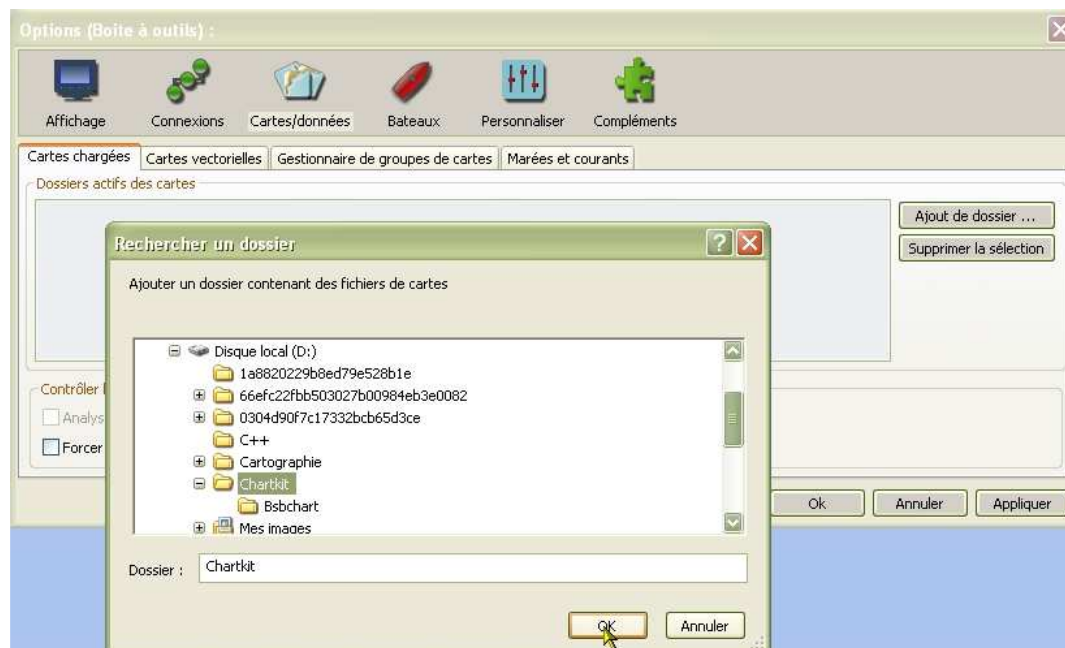 Options (Boite à outils) :
Affichage
Connexions
Cartes/données
Bateaux
Personnaliser
Compléments
Cartes chargées
Cartes vectorielles
Gestionnaire de groupes de cartes
Marées et courants
Dossiers actifs des cartes
Ajout de dossier ...
Supprimer la sélection
Rechercher un dossier
Ajouter un dossier contenant des fichiers de cartes
Disque local (D:)
1a8820229b8ed79e528b1e
66efc22fbb503027b00984eb3e0082
0304d90f7c17332bcb65d3ce
C++
Cartographie
Chartkit
Bsbchart
Mes images
Contrôler
Analys
Forcer
Dossier :
Chartkit
OK
Annuler
Ok
Annuler
Appliquer